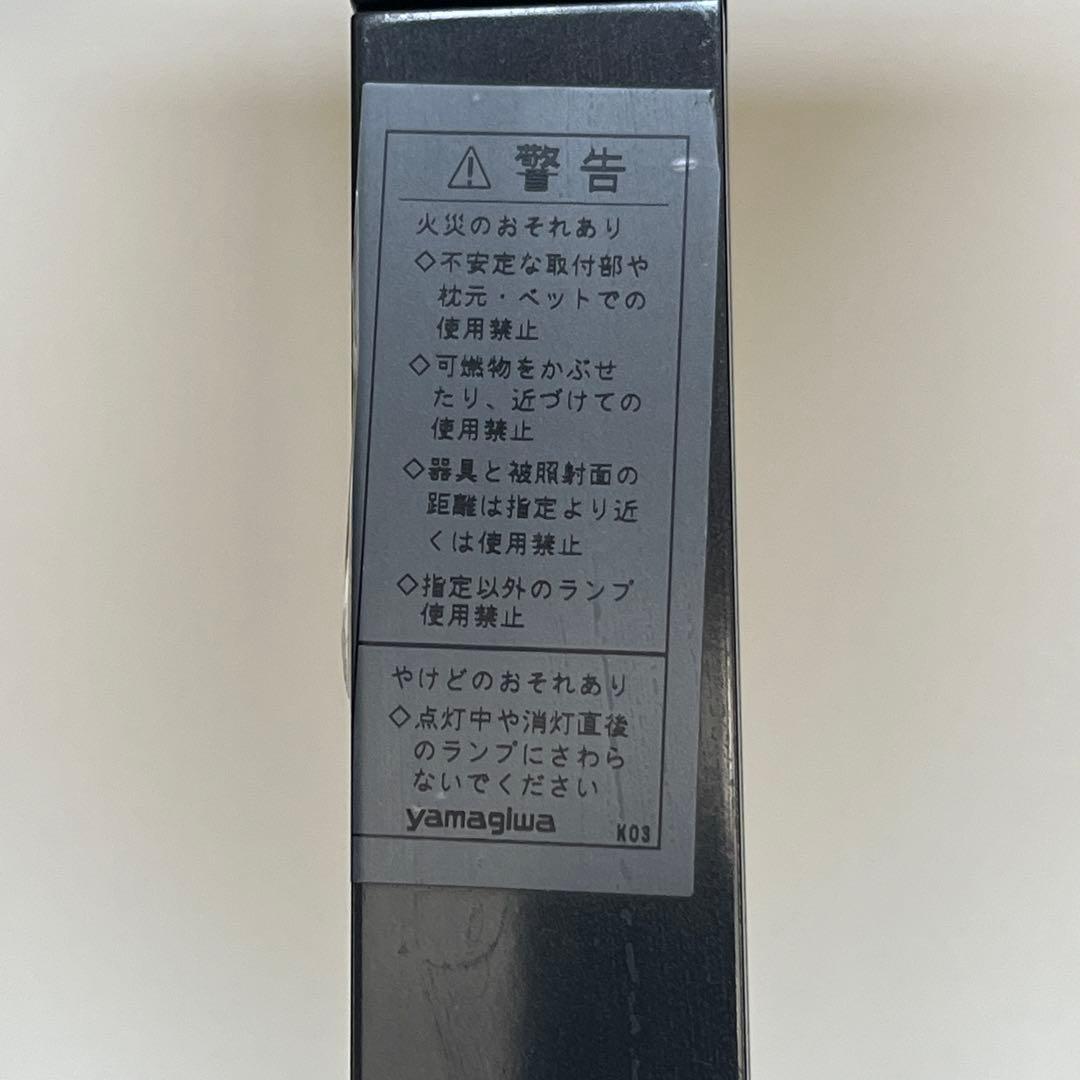 ⚠ 警告
火災のおそれあり
◇不安定な取付部や
枕元・ベットでの
使用禁止
◇可燃物をかぶせ
たり、近づけての
使用禁止
◇器具と被照射面の
距離は指定より近
くは使用禁止
◇指定以外のランプ
使用禁止
やけどのおそれあり
◇点灯中や消灯直後
のランプにさわら
ないでください
yamagiwa K03